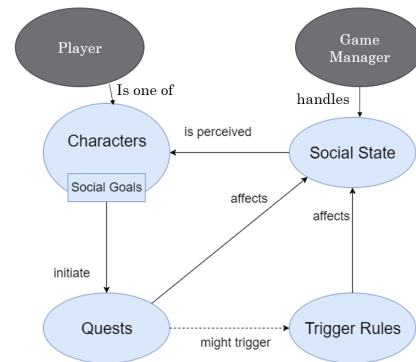 Player
Game
Manager
Is one of
handles
Characters
is perceived
Social State
Social Goals
affects
affects
initiate
Quests
might trigger
Trigger Rules